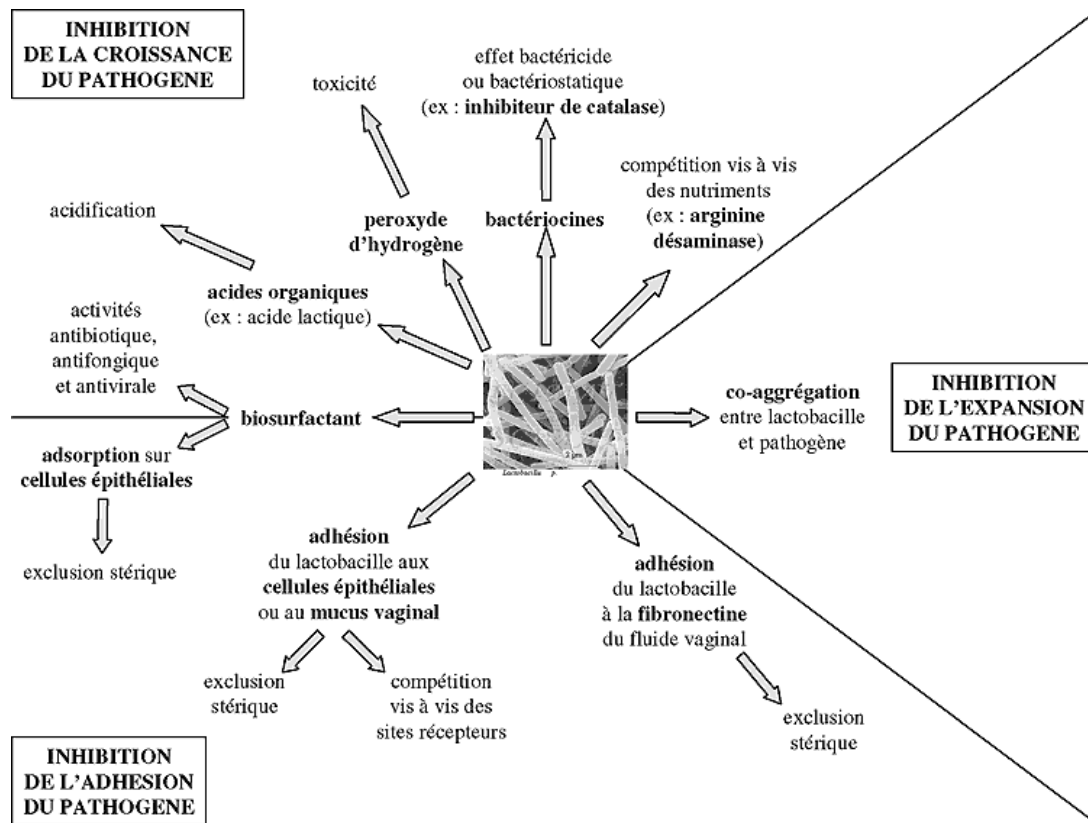 INHIBITION
DE LA CROISSANCE
DU PATHOGENE
toxicité
effet bactéricide
ou bactériostatique
(ex : inhibiteur de catalase)
compétition vis à vis
des nutriments
(ex : arginine
désaminase)
acidification
peroxyde
d'hydrogène
bactériocines
acides organiques
(ex : acide lactique)
activités
antibiotique,
antifongique
et antivirale
biosurfactant
2 µm
Lactobacille p.
co-aggrégation
entre lactobacille
et pathogène
INHIBITION
DE L'EXPANSION
DU PATHOGENE
adsorption sur
cellules épithéliales
exclusion stérique
adhésion
du lactobacille aux
cellules épithéliales
ou au mucus vaginal
adhésion
du lactobacille
à la fibronectine
du fluide vaginal
exclusion
stérique
compétition
vis à vis des
sites récepteurs
exclusion
stérique
INHIBITION
DE L'ADHESION
DU PATHOGENE